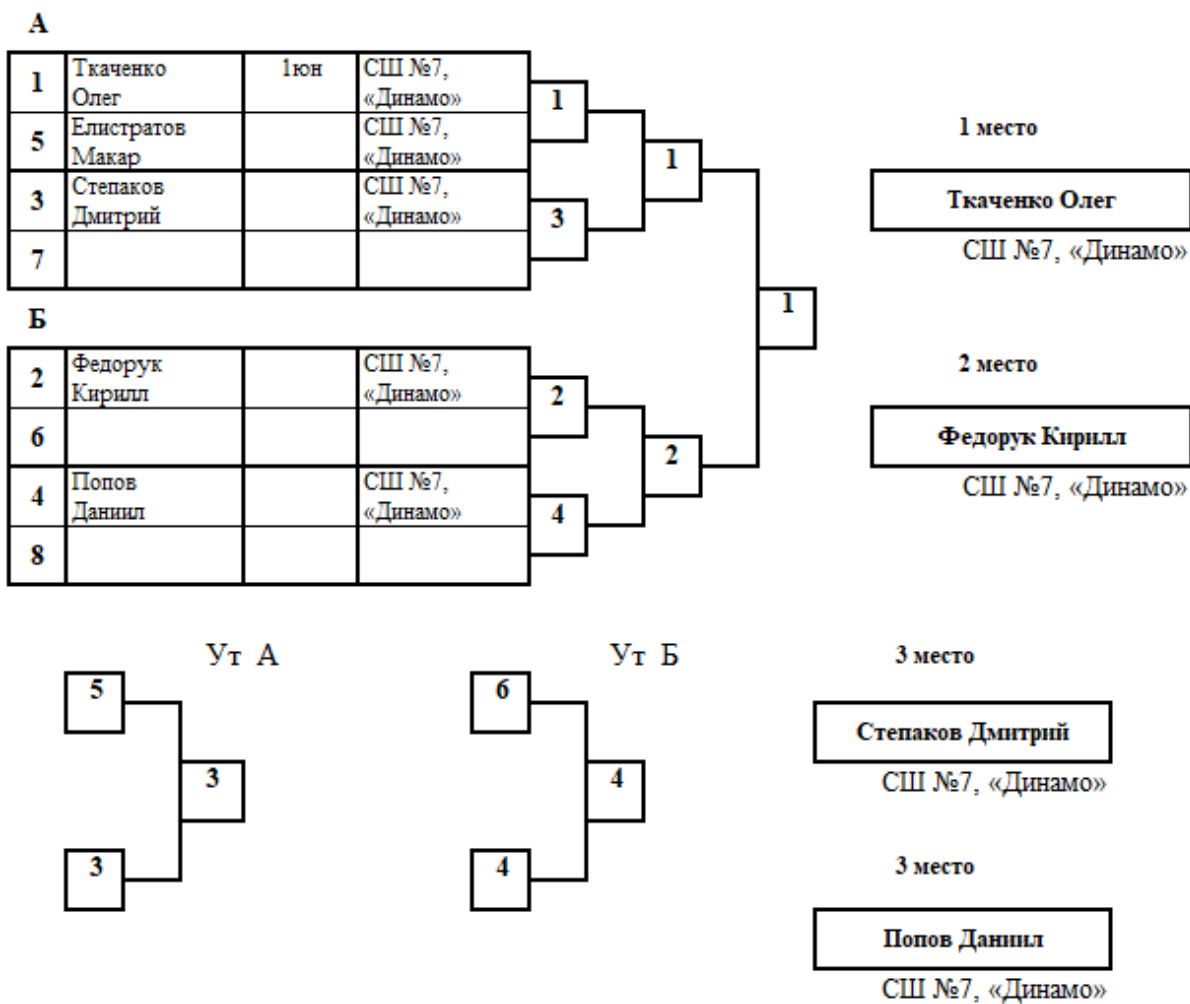 А
1 Ткаченко 1юн СШ №7,
Олег «Динамо»
5 Елистратов СШ №7,
Макар «Динамо»
3 Степаков СШ №7,
Дмитрий «Динамо»
7
1
3
1
1
1 место
Ткаченко Олег
СШ №7, «Динамо»
Б
2 Федорук СШ №7,
Кирилл «Динамо»
6
4 Попов СШ №7,
Даниил «Динамо»
8
2
4
2
2 место
Федорук Кирилл
СШ №7, «Динамо»
Ут А
5
3
3
Ут Б
6
4
4
3 место
Степаков Дмитрий
СШ №7, «Динамо»
3 место
Попов Даниил
СШ №7, «Динамо»